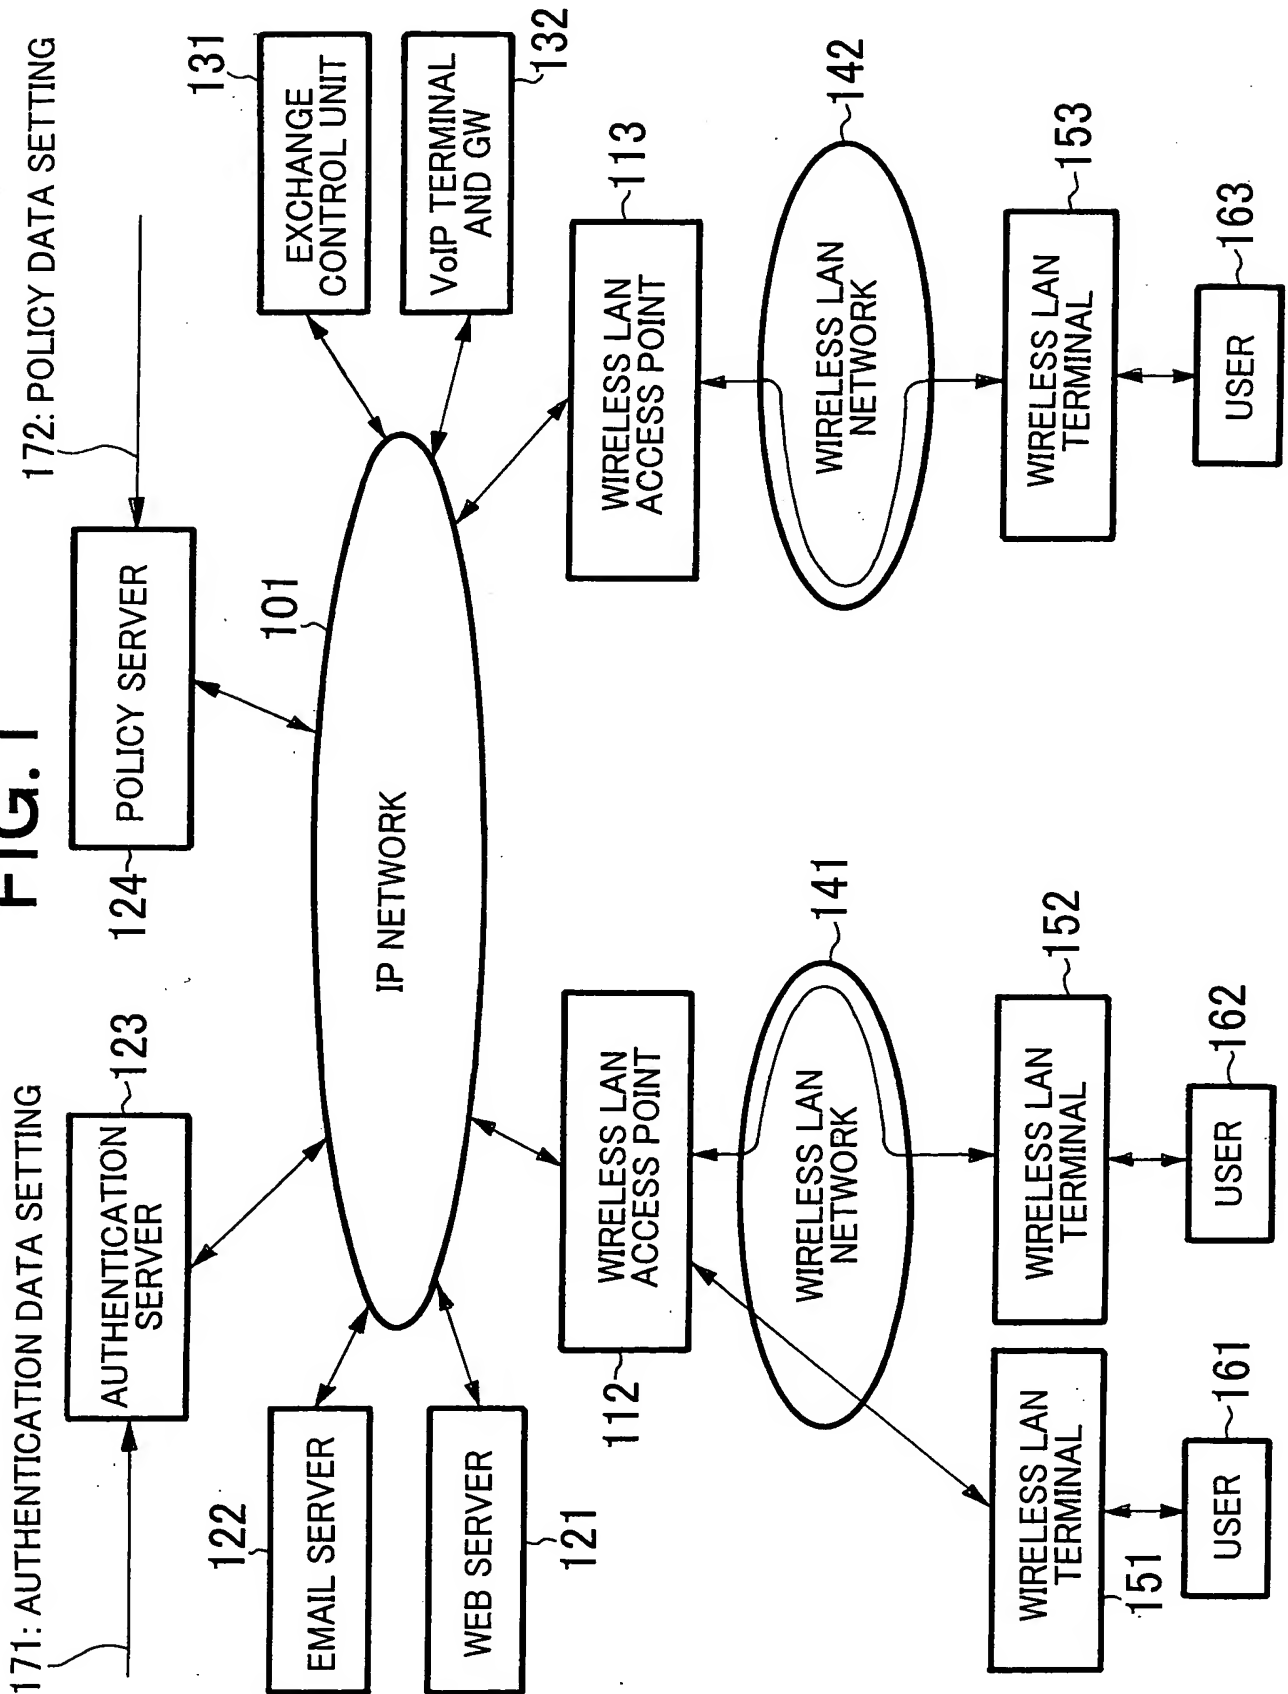 FIG. 1
171: AUTHENTICATION DATA SETTING
172: POLICY DATA SETTING
AUTHENTICATION
SERVER
123
POLICY SERVER
124
122
EMAIL SERVER
WEB SERVER
121
IP NETWORK
101
131
EXCHANGE
CONTROL UNIT
VoIP TERMINAL
AND GW
132
WIRELESS LAN
ACCESS POINT
112
WIRELESS LAN
ACCESS POINT
113
WIRELESS LAN
NETWORK
141
WIRELESS LAN
NETWORK
142
WIRELESS LAN
TERMINAL
151
WIRELESS LAN
TERMINAL
152
WIRELESS LAN
TERMINAL
153
USER
161
USER
162
USER
163